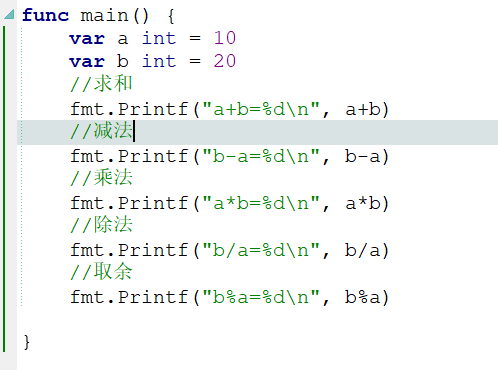 func main() {
    var a int = 10
    var b int = 20
    //求和
    fmt.Printf("a+b=%d\n", a+b)
    //减法
    fmt.Printf("b-a=%d\n", b-a)
    //乘法
    fmt.Printf("a*b=%d\n", a*b)
    //除法
    fmt.Printf("b/a=%d\n", b/a)
    //取余
    fmt.Printf("b%a=%d\n", b%a)
}